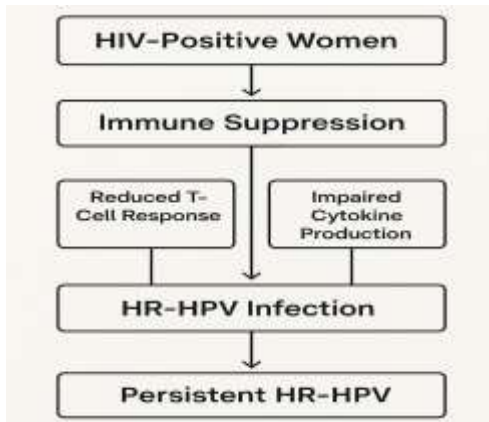 HIV-Positive Women
Immune Suppression
Reduced T-
Cell Response
Impaired
Cytokine
Production
HR-HPV Infection
Persistent HR-HPV